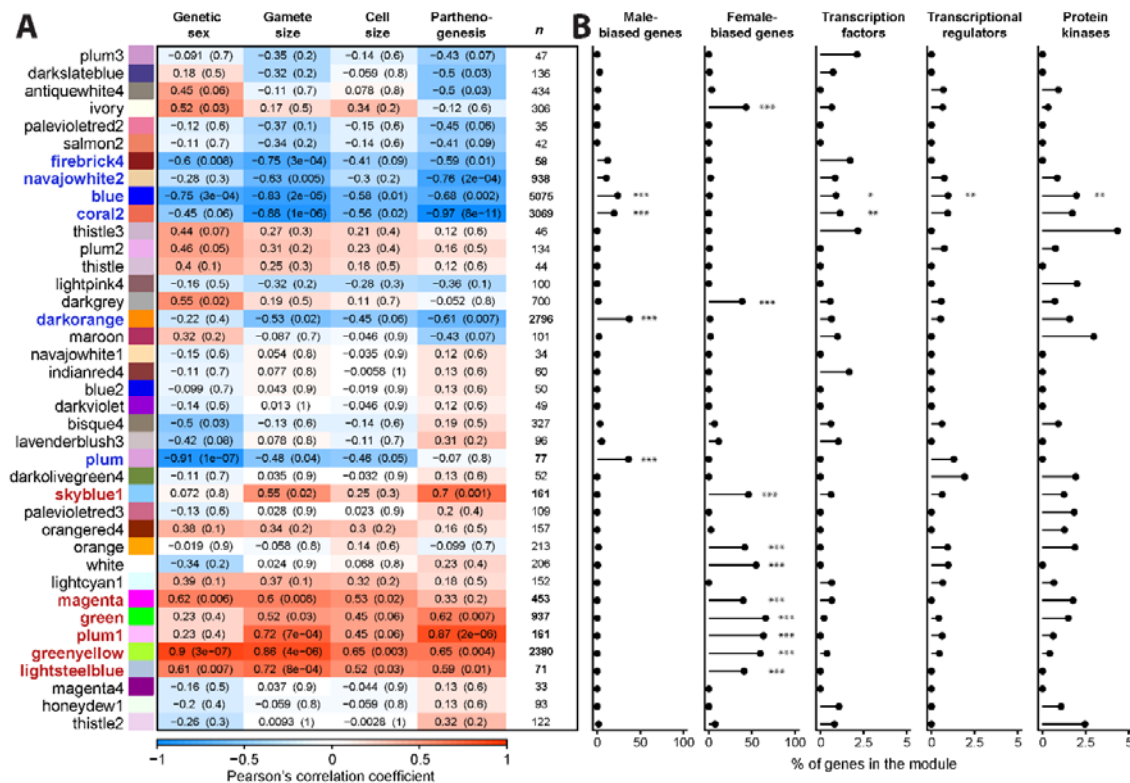 A
Genetic sex Gamete size Cell size Partheno-genesis n
plum3 −0.091 (0.7) −0.35 (0.2) −0.14 (0.6) −0.43 (0.07) 47
darkslateblue 0.18 (0.5) −0.32 (0.2) −0.059 (0.8) −0.5 (0.03) 136
antiquewhite4 0.45 (0.06) −0.11 (0.7) 0.078 (0.8) −0.5 (0.03) 434
ivory 0.52 (0.03) 0.17 (0.5) 0.34 (0.2) −0.12 (0.6) 306
palevioletred2 −0.12 (0.6) −0.37 (0.1) −0.15 (0.6) −0.45 (0.06) 35
salmon2 −0.11 (0.7) −0.34 (0.2) −0.14 (0.6) −0.41 (0.09) 42
firebrick4 −0.6 (0.008) −0.75 (3e−04) −0.41 (0.09) −0.59 (0.01) 58
navajowhite2 −0.28 (0.3) −0.63 (0.005) −0.3 (0.2) −0.76 (2e−04) 938
blue −0.75 (3e−04) −0.83 (2e−05) −0.58 (0.01) −0.68 (0.002) 5075
coral2 −0.45 (0.06) −0.88 (1e−06) −0.56 (0.02) −0.97 (8e−11) 3069
thistle3 0.44 (0.07) 0.27 (0.3) 0.21 (0.4) 0.12 (0.6) 46
plum2 0.46 (0.05) 0.31 (0.2) 0.23 (0.4) 0.16 (0.5) 134
thistle 0.4 (0.1) 0.25 (0.3) 0.18 (0.5) 0.12 (0.6) 44
lightpink4 −0.16 (0.5) −0.32 (0.2) −0.28 (0.3) −0.36 (0.1) 100
darkgrey 0.55 (0.02) 0.19 (0.5) 0.11 (0.7) −0.052 (0.8) 700
darkorange −0.22 (0.4) −0.53 (0.02) −0.45 (0.06) −0.61 (0.007) 2796
maroon 0.32 (0.2) −0.087 (0.7) −0.046 (0.9) −0.43 (0.07) 101
navajowhite1 −0.15 (0.6) 0.054 (0.8) −0.035 (0.9) 0.12 (0.6) 34
indianred4 −0.11 (0.7) 0.077 (0.8) −0.0058 (1) 0.13 (0.6) 60
blue2 −0.099 (0.7) 0.043 (0.9) −0.019 (0.9) 0.13 (0.6) 50
darkviolet −0.14 (0.6) 0.013 (1) −0.046 (0.9) 0.12 (0.6) 49
bisque4 −0.5 (0.03) −0.13 (0.6) −0.14 (0.6) 0.19 (0.5) 327
lavenderblush3 −0.42 (0.08) 0.078 (0.8) −0.11 (0.7) 0.31 (0.2) 96
plum −0.91 (1e−07) −0.48 (0.04) −0.46 (0.05) −0.07 (0.8) 77
darkolivegreen4 −0.11 (0.7) 0.035 (0.9) −0.032 (0.9) 0.13 (0.6) 52
skyblue1 0.072 (0.8) 0.55 (0.02) 0.25 (0.3) 0.7 (0.001) 161
palevioletred3 −0.13 (0.6) 0.028 (0.9) 0.023 (0.9) 0.2 (0.4) 109
orangered4 0.38 (0.1) 0.34 (0.2) 0.3 (0.2) 0.16 (0.5) 157
orange −0.019 (0.9) −0.058 (0.8) 0.14 (0.6) −0.099 (0.7) 213
white −0.34 (0.2) 0.024 (0.9) 0.068 (0.8) 0.23 (0.4) 206
lightcyan1 0.39 (0.1) 0.37 (0.1) 0.32 (0.2) 0.18 (0.5) 152
magenta 0.62 (0.006) 0.6 (0.008) 0.53 (0.02) 0.33 (0.2) 453
green 0.23 (0.4) 0.52 (0.03) 0.45 (0.06) 0.62 (0.007) 937
plum1 0.23 (0.4) 0.72 (7e−04) 0.45 (0.06) 0.87 (2e−06) 161
greenyellow 0.9 (3e−07) 0.86 (4e−06) 0.65 (0.003) 0.65 (0.004) 2380
lightsteelblue 0.61 (0.007) 0.72 (8e−04) 0.52 (0.03) 0.59 (0.01) 71
magenta4 −0.16 (0.5) 0.037 (0.9) −0.044 (0.9) 0.13 (0.6) 33
honeydew1 −0.2 (0.4) −0.059 (0.8) −0.059 (0.8) 0.13 (0.6) 93
thistle2 −0.26 (0.3) 0.0093 (1) −0.0028 (1) 0.32 (0.2) 122
−1 −0.5 0 0.5 1
Pearson's correlation coefficient
B
Male-biased genes Female-biased genes Transcription factors Transcriptional regulators Protein kinases
***
* ** **
*** **
***
***
***
***
***
***
***
***
***
***
***
0 50 100 0 50 100 0 2.5 5 0 2.5 5 0 2.5 5
% of genes in the module